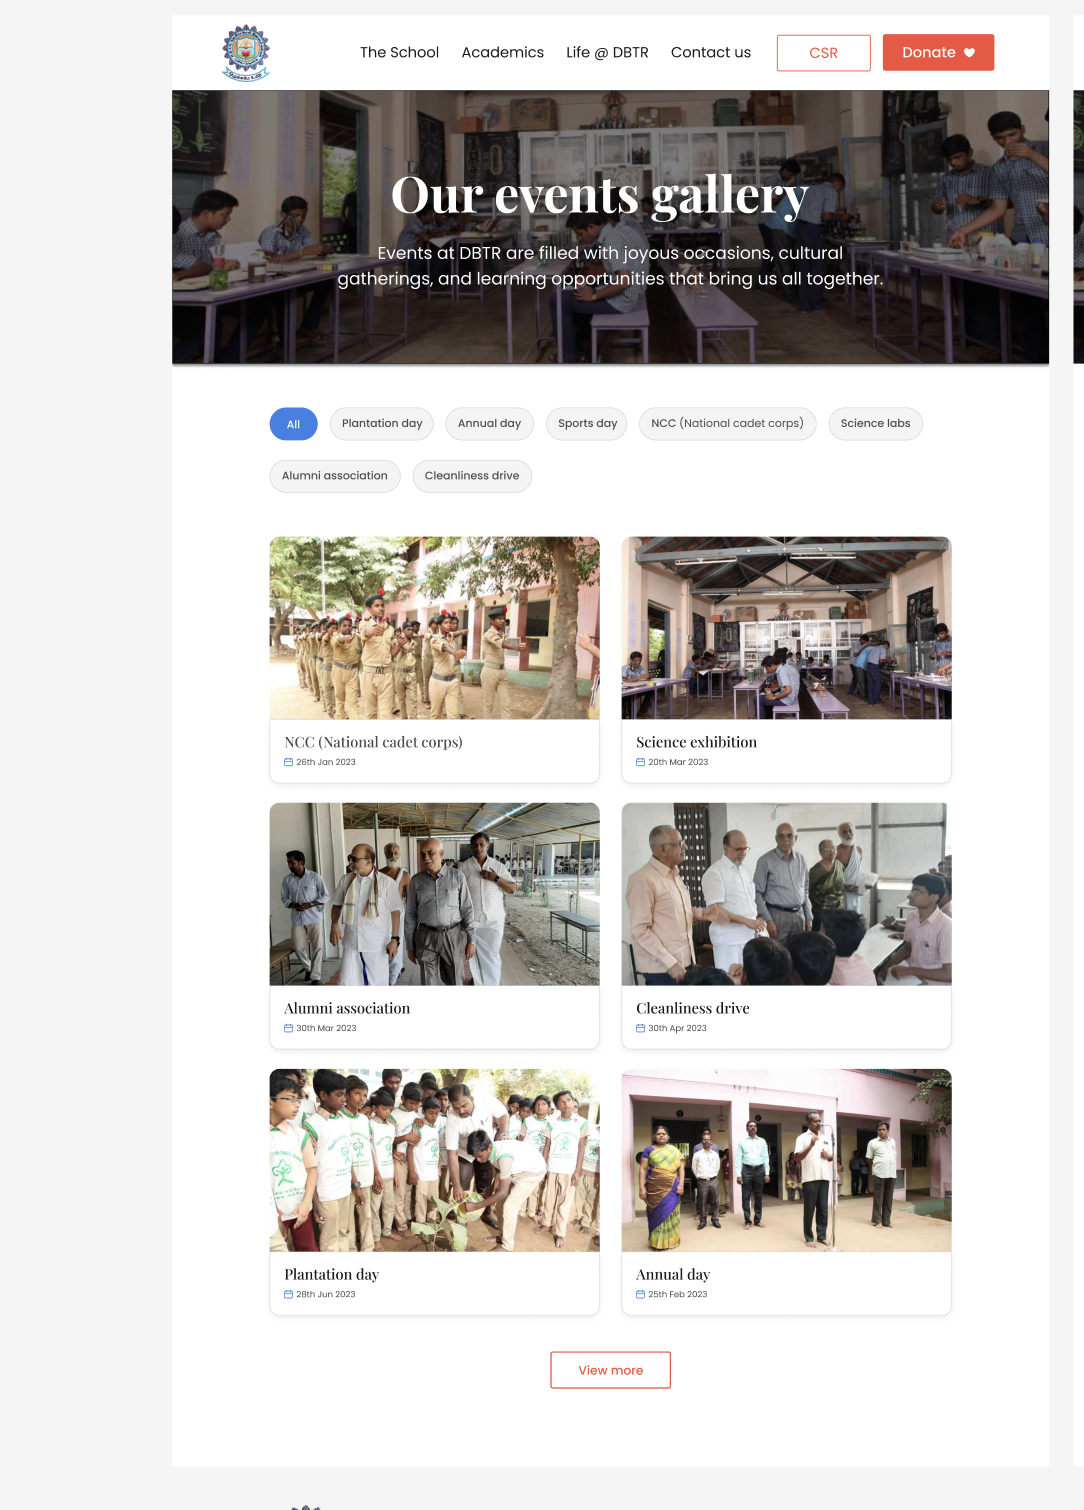 The School Academics Life @ DBTR Contact us CSR Donate
Our events gallery
Events at DBTR are filled with joyous occasions, cultural
gatherings, and learning opportunities that bring us all together.
All Plantation day Annual day Sports day NCC (National cadet corps) Science labs
Alumni association Cleanliness drive
NCC (National cadet corps)
26th Jan 2023
Science exhibition
20th Mar 2023
Alumni association
30th Mar 2023
Cleanliness drive
30th Apr 2023
Plantation day
28th Jun 2023
Annual day
25th Feb 2023
View more